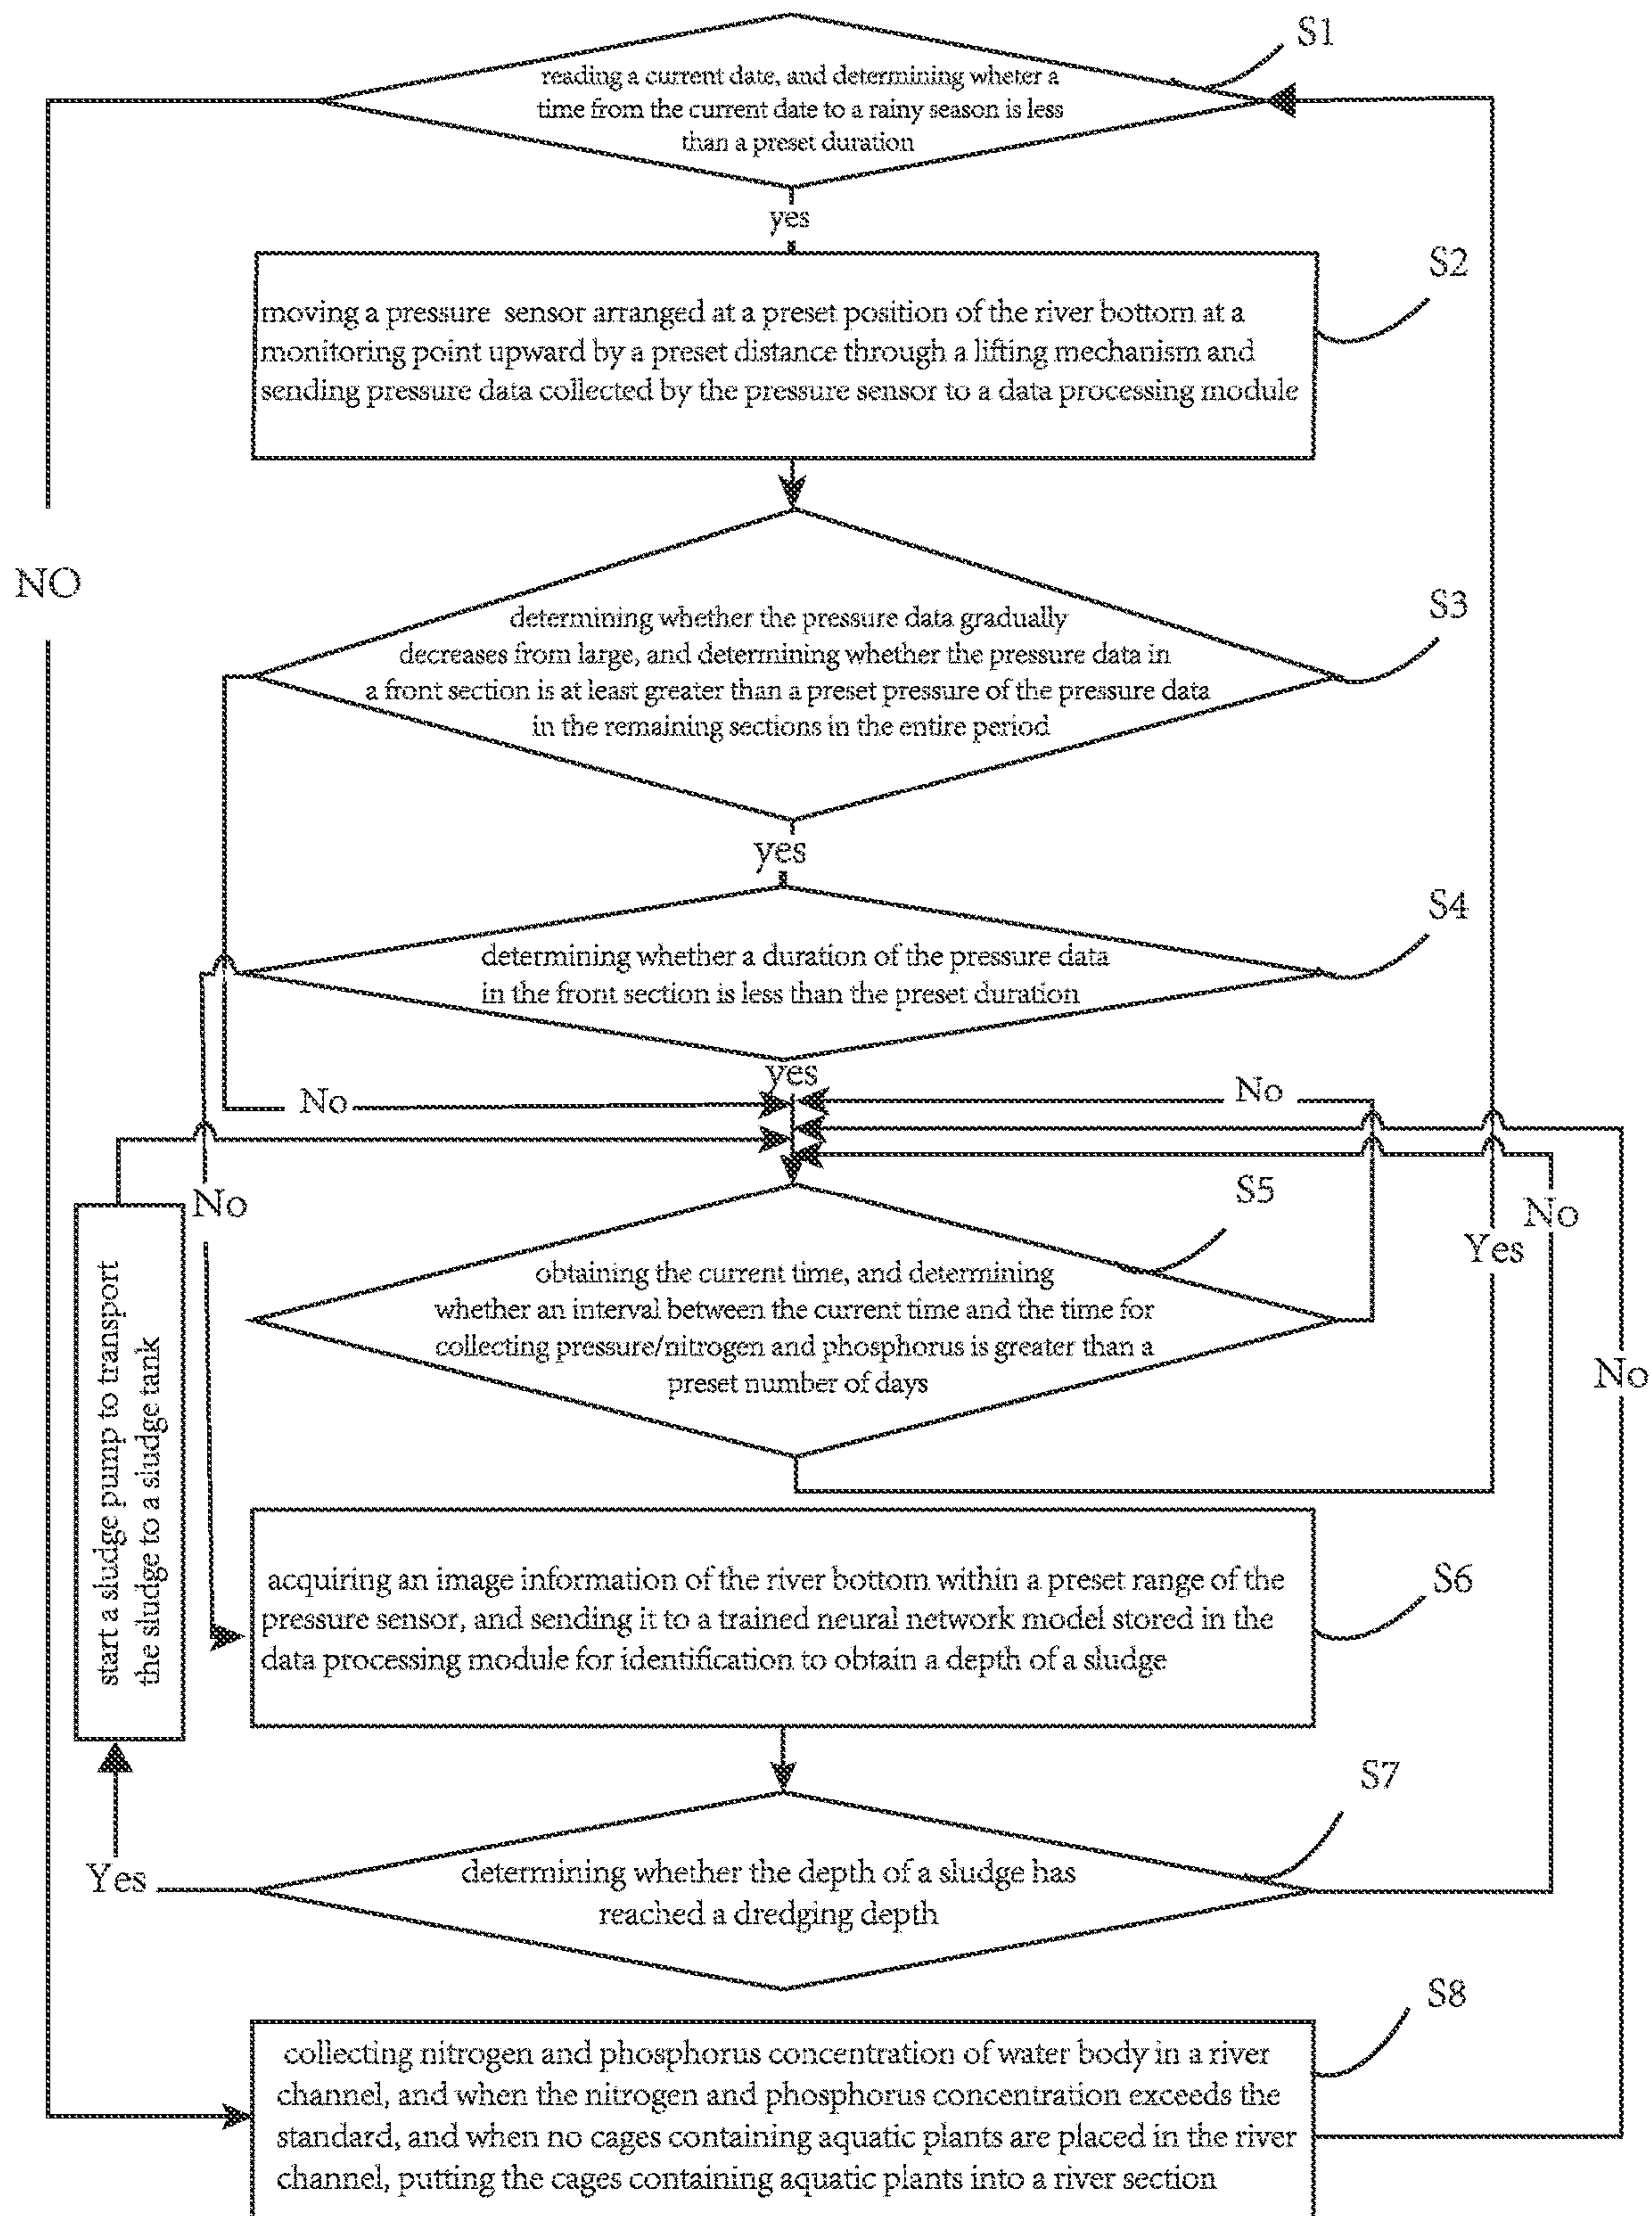 S1
reading a current date, and determining wheter a
time from the current date to a rainy season is less
than a preset duration
yes
S2
moving a pressure sensor arranged at a preset position of the river bottom at a
monitoring point upward by a preset distance through a lifting mechanism and
sending pressure data collected by the pressure sensor to a data processing module
NO
S3
determining whether the pressure data gradually
decreases from large, and determining whether the pressure data in
a front section is at least greater than a preset pressure of the pressure data
in the remaining sections in the entire period
yes
S4
determining whether a duration of the pressure data
in the front section is less than the preset duration
yes
No
No
No
S5
No
Yes
obtaining the current time, and determining
whether an interval between the current time and the time for
collecting pressure/nitrogen and phosphorus is greater than a
preset number of days
No
start a sludge pump to transport
the sludge to a sludge tank
S6
acquiring an image information of the river bottom within a preset range of the
pressure sensor, and sending it to a trained neural network model stored in the
data processing module for identification to obtain a depth of a sludge
S7
Yes
determining whether the depth of a sludge has
reached a dredging depth
S8
collecting nitrogen and phosphorus concentration of water body in a river
channel, and when the nitrogen and phosphorus concentration exceeds the
standard, and when no cages containing aquatic plants are placed in the river
channel, putting the cages containing aquatic plants into a river section